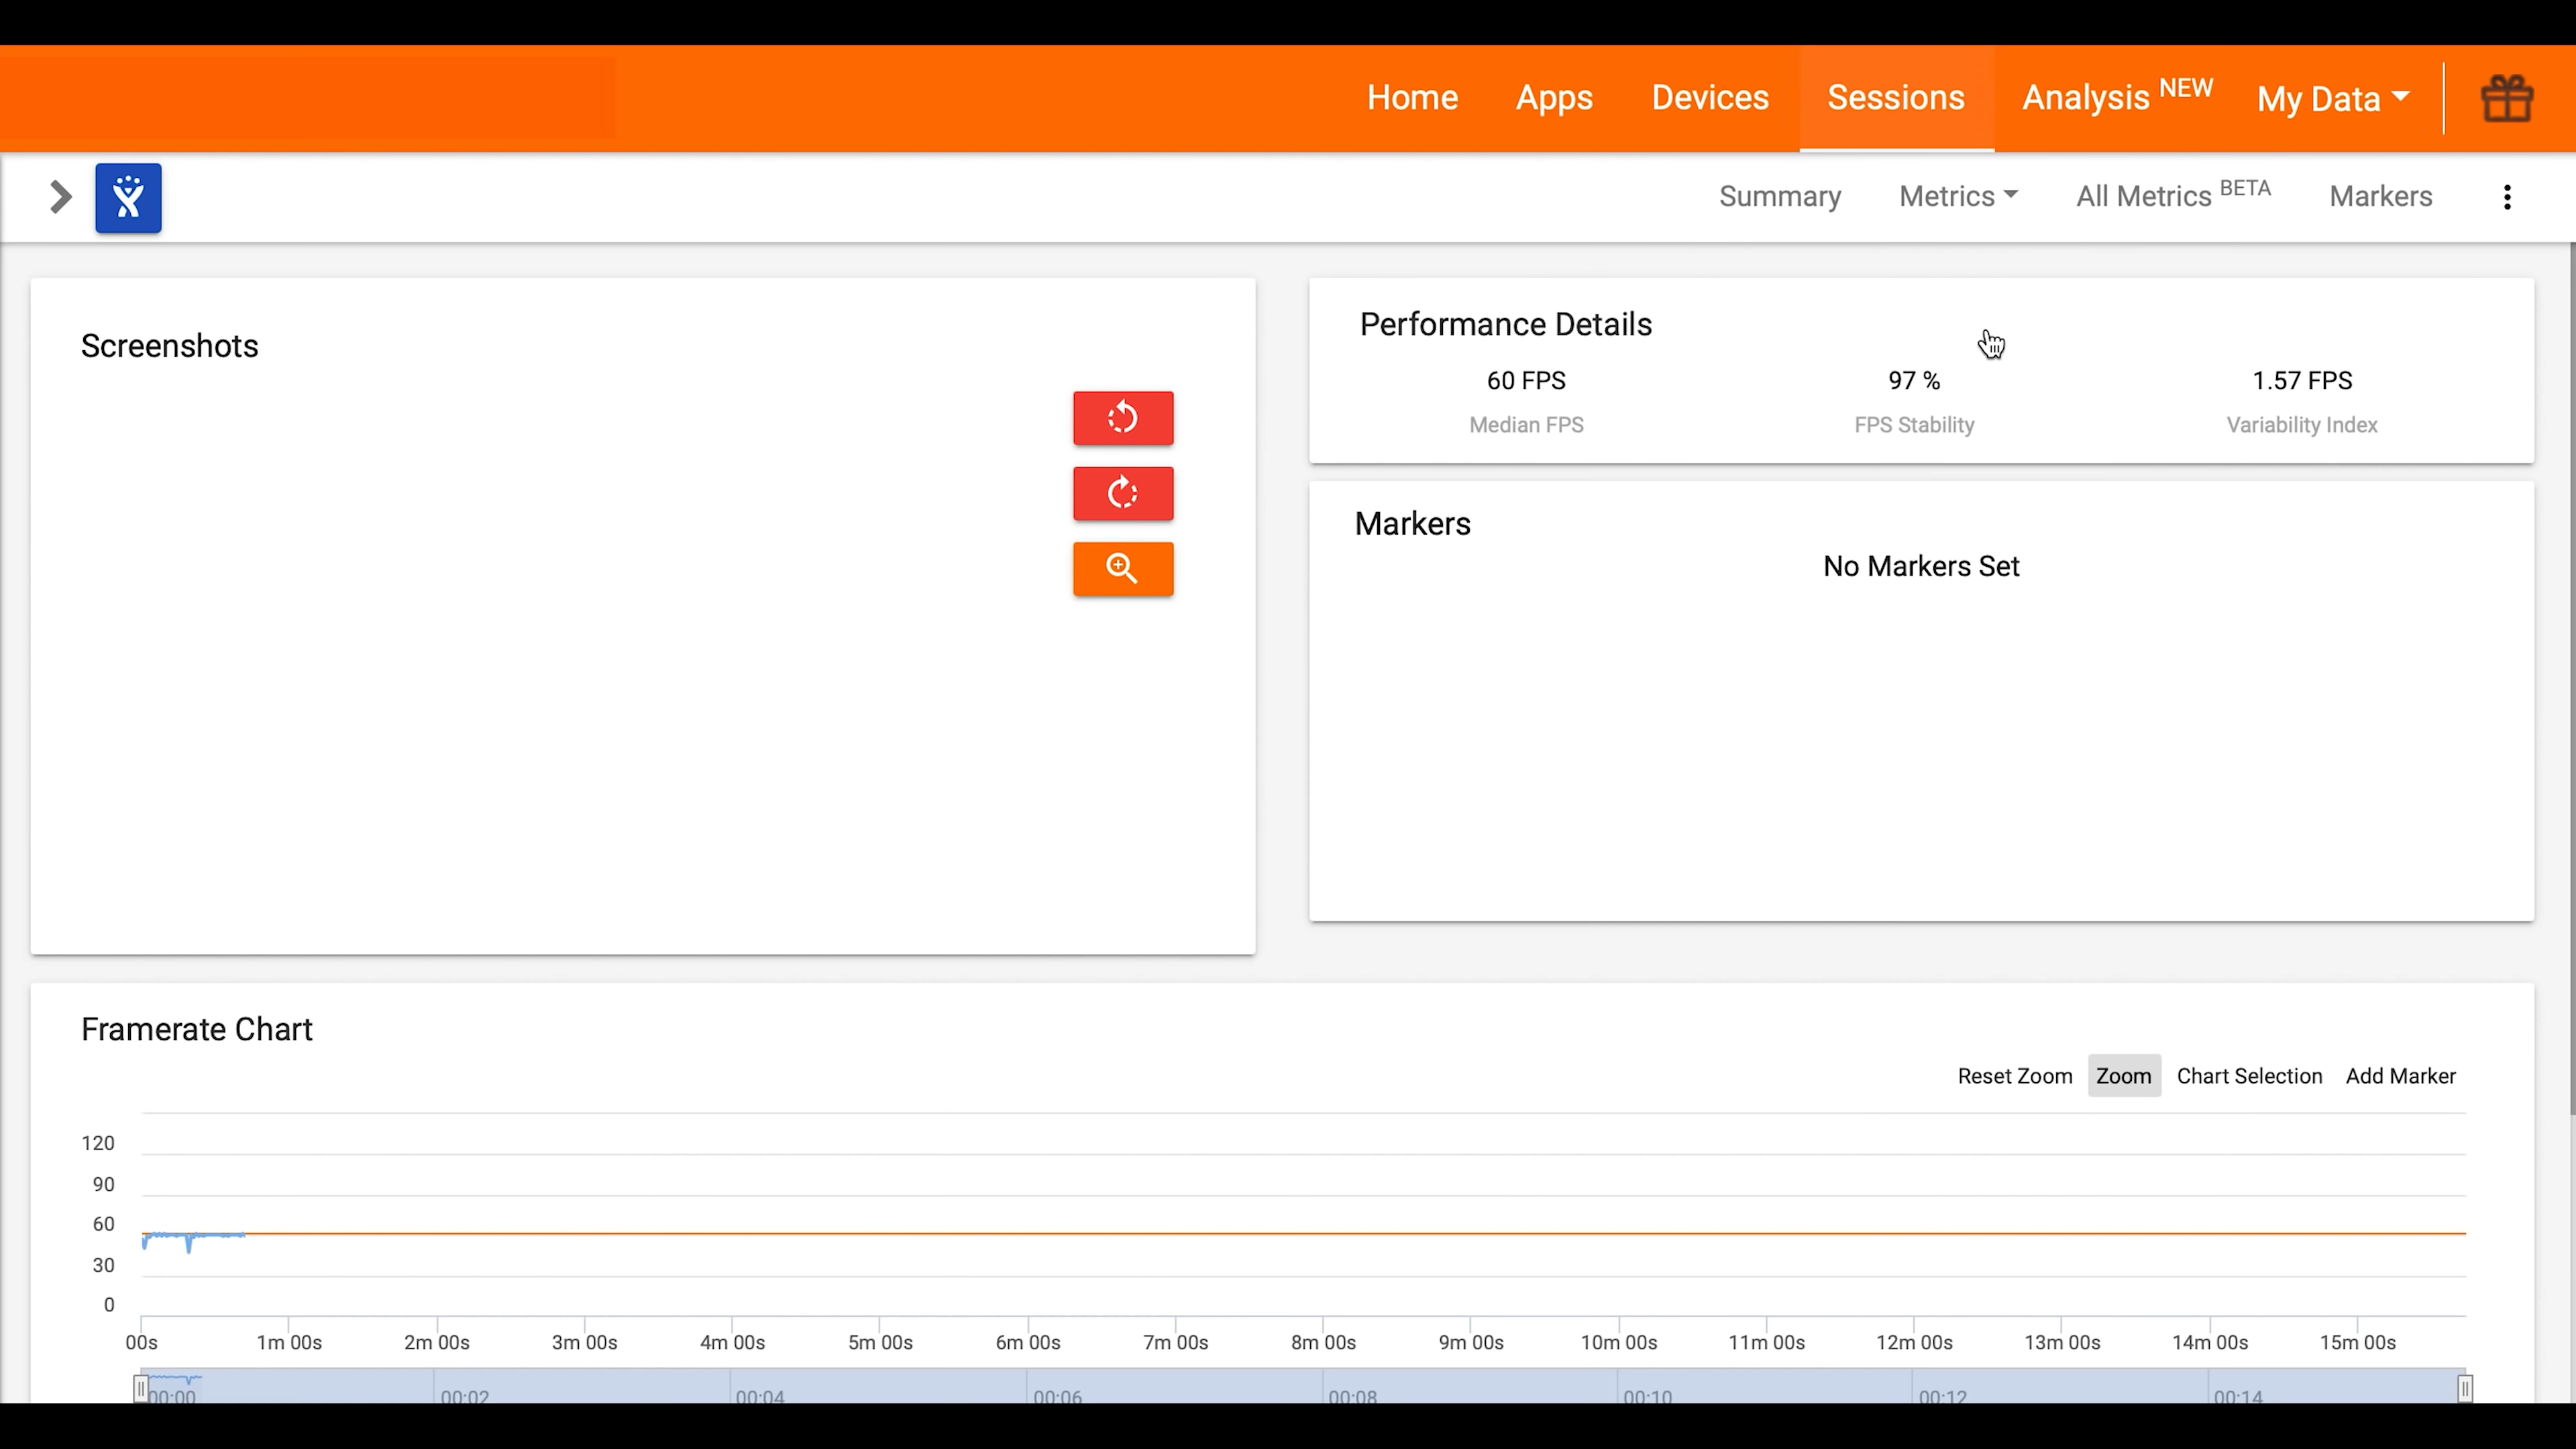 Home Apps Devices Sessions Analysis NEW My Data
Summary Metrics All Metrics BETA Markers
Screenshots
Performance Details
60 FPS 97 % 1.57 FPS
Median FPS FPS Stability Variability Index
Markers
No Markers Set
Framerate Chart
Reset Zoom Zoom Chart Selection Add Marker
120
90
60
30
0
00s 1m 00s 2m 00s 3m 00s 4m 00s 5m 00s 6m 00s 7m 00s 8m 00s 9m 00s 10m 00s 11m 00s 12m 00s 13m 00s 14m 00s 15m 00s
00:00 00:02 00:04 00:06 00:08 00:10 00:12 00:14